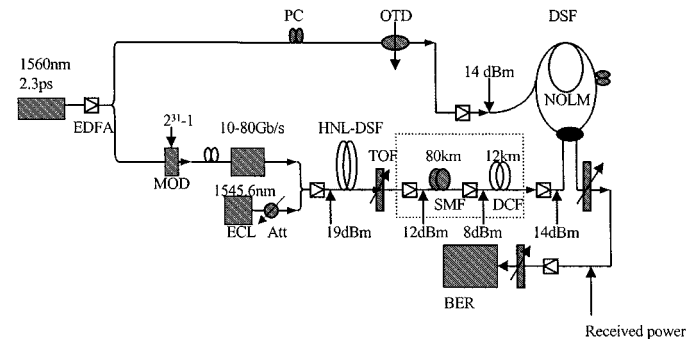 PC
OTD
DSF
1560nm
2.3ps
14 dBm
NOLM
EDFA
2³¹-1
10-80Gb/s
HNL-DSF
TOF
80km
12km
MOD
1545.6nm
SMF
DCF
ECL
Att
19dBm
12dBm
8dBm
14dBm
BER
Received power